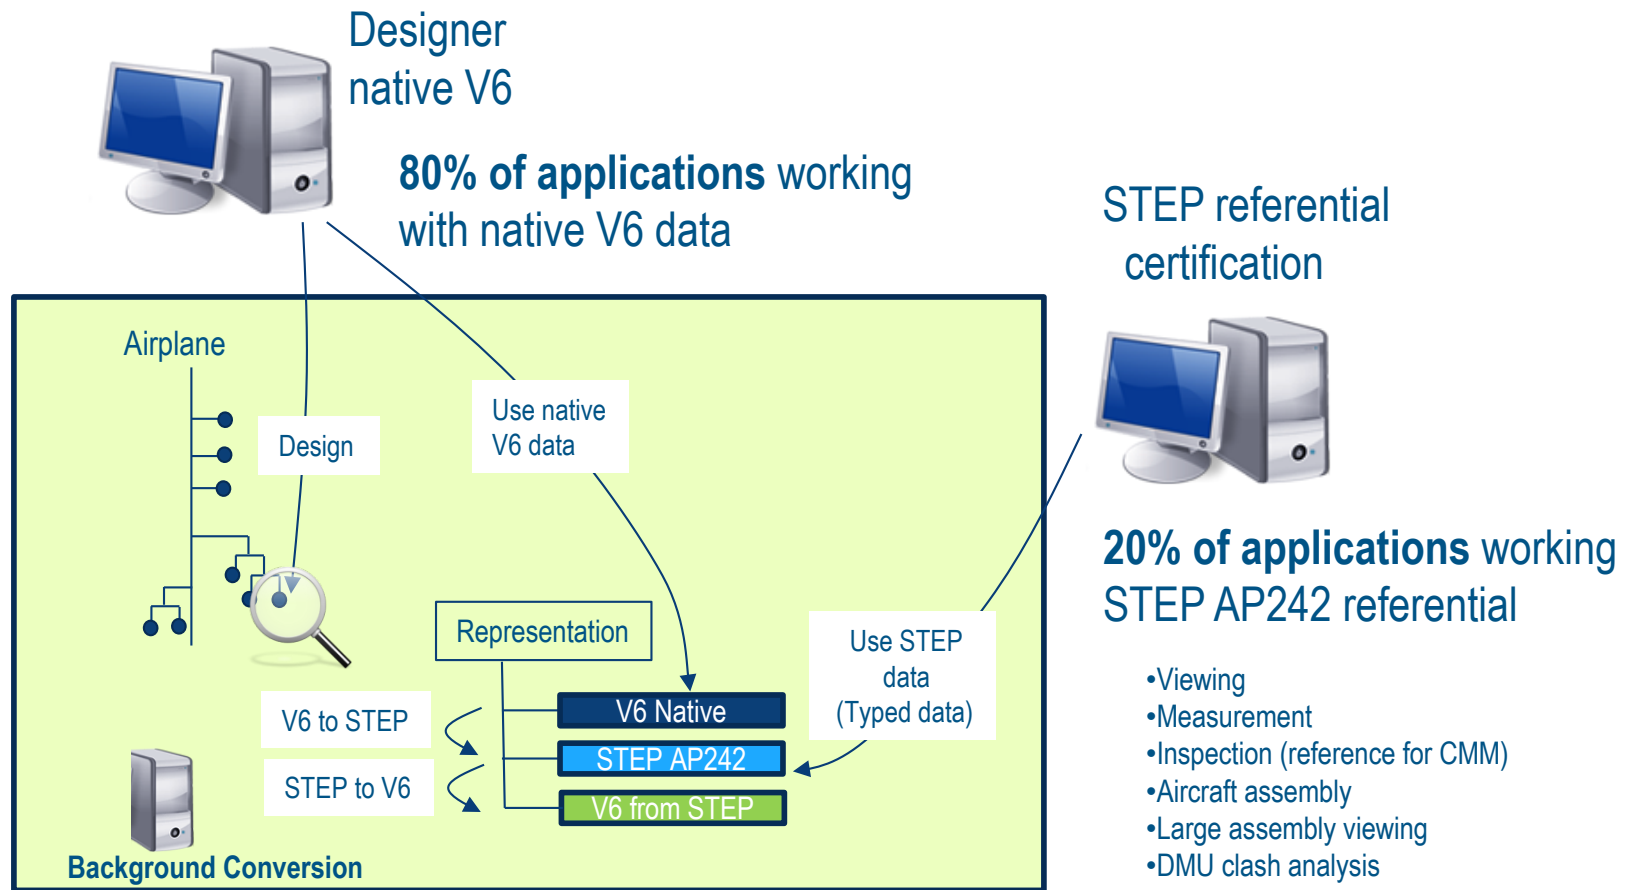 Designer
native V6
80% of applications working
with native V6 data
STEP referential
certification
Airplane
Design
Use native
V6 data
20% of applications working
STEP AP242 referential
Representation
Use STEP
data
(Typed data)
V6 to STEP
STEP to V6
V6 Native
STEP AP242
V6 from STEP
•Viewing
•Measurement
•Inspection (reference for CMM)
•Aircraft assembly
•Large assembly viewing
•DMU clash analysis
Background Conversion